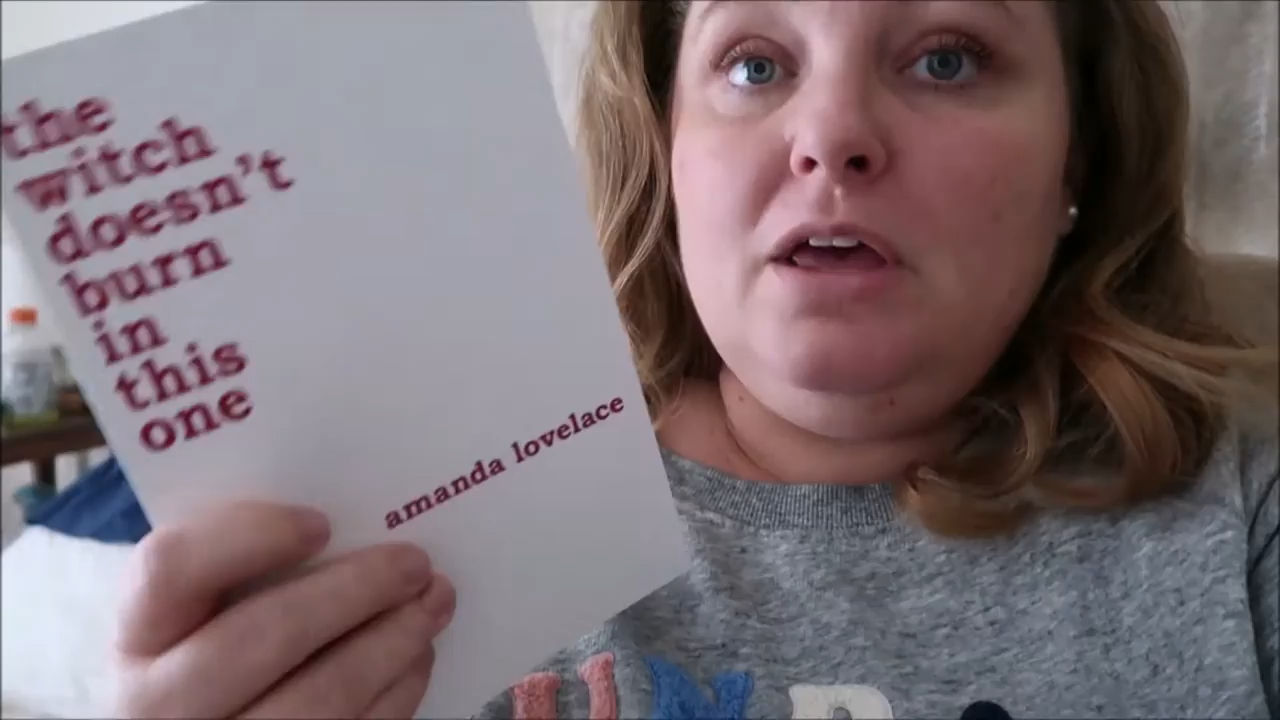 the
witch
doesn't
burn
in
this
one
amanda lovelace